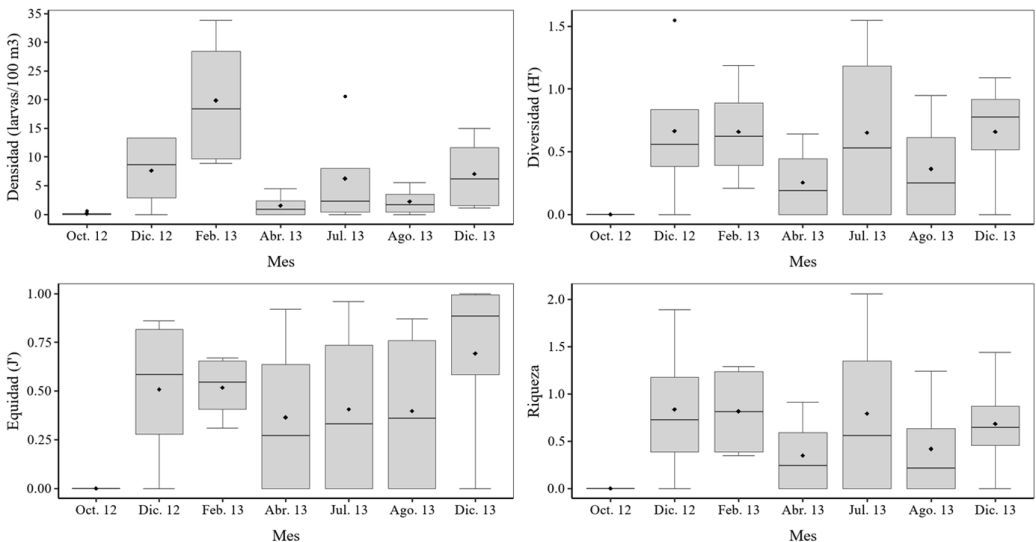 Densidad (larvas/100 m3)
35
30
25
20
15
10
5
0
Oct. 12 Dic. 12 Feb. 13 Abr. 13 Jul. 13 Ago. 13 Dic. 13
Mes
Diversidad (H')
1.5
1.0
0.5
0.0
Oct. 12 Dic. 12 Feb. 13 Abr. 13 Jul. 13 Ago. 13 Dic. 13
Mes
Equidad (J')
1.00
0.75
0.50
0.25
0.00
Oct. 12 Dic. 12 Feb. 13 Abr. 13 Jul. 13 Ago. 13 Dic. 13
Mes
Riqueza
2.0
1.5
1.0
0.5
0.0
Oct. 12 Dic. 12 Feb. 13 Abr. 13 Jul. 13 Ago. 13 Dic. 13
Mes